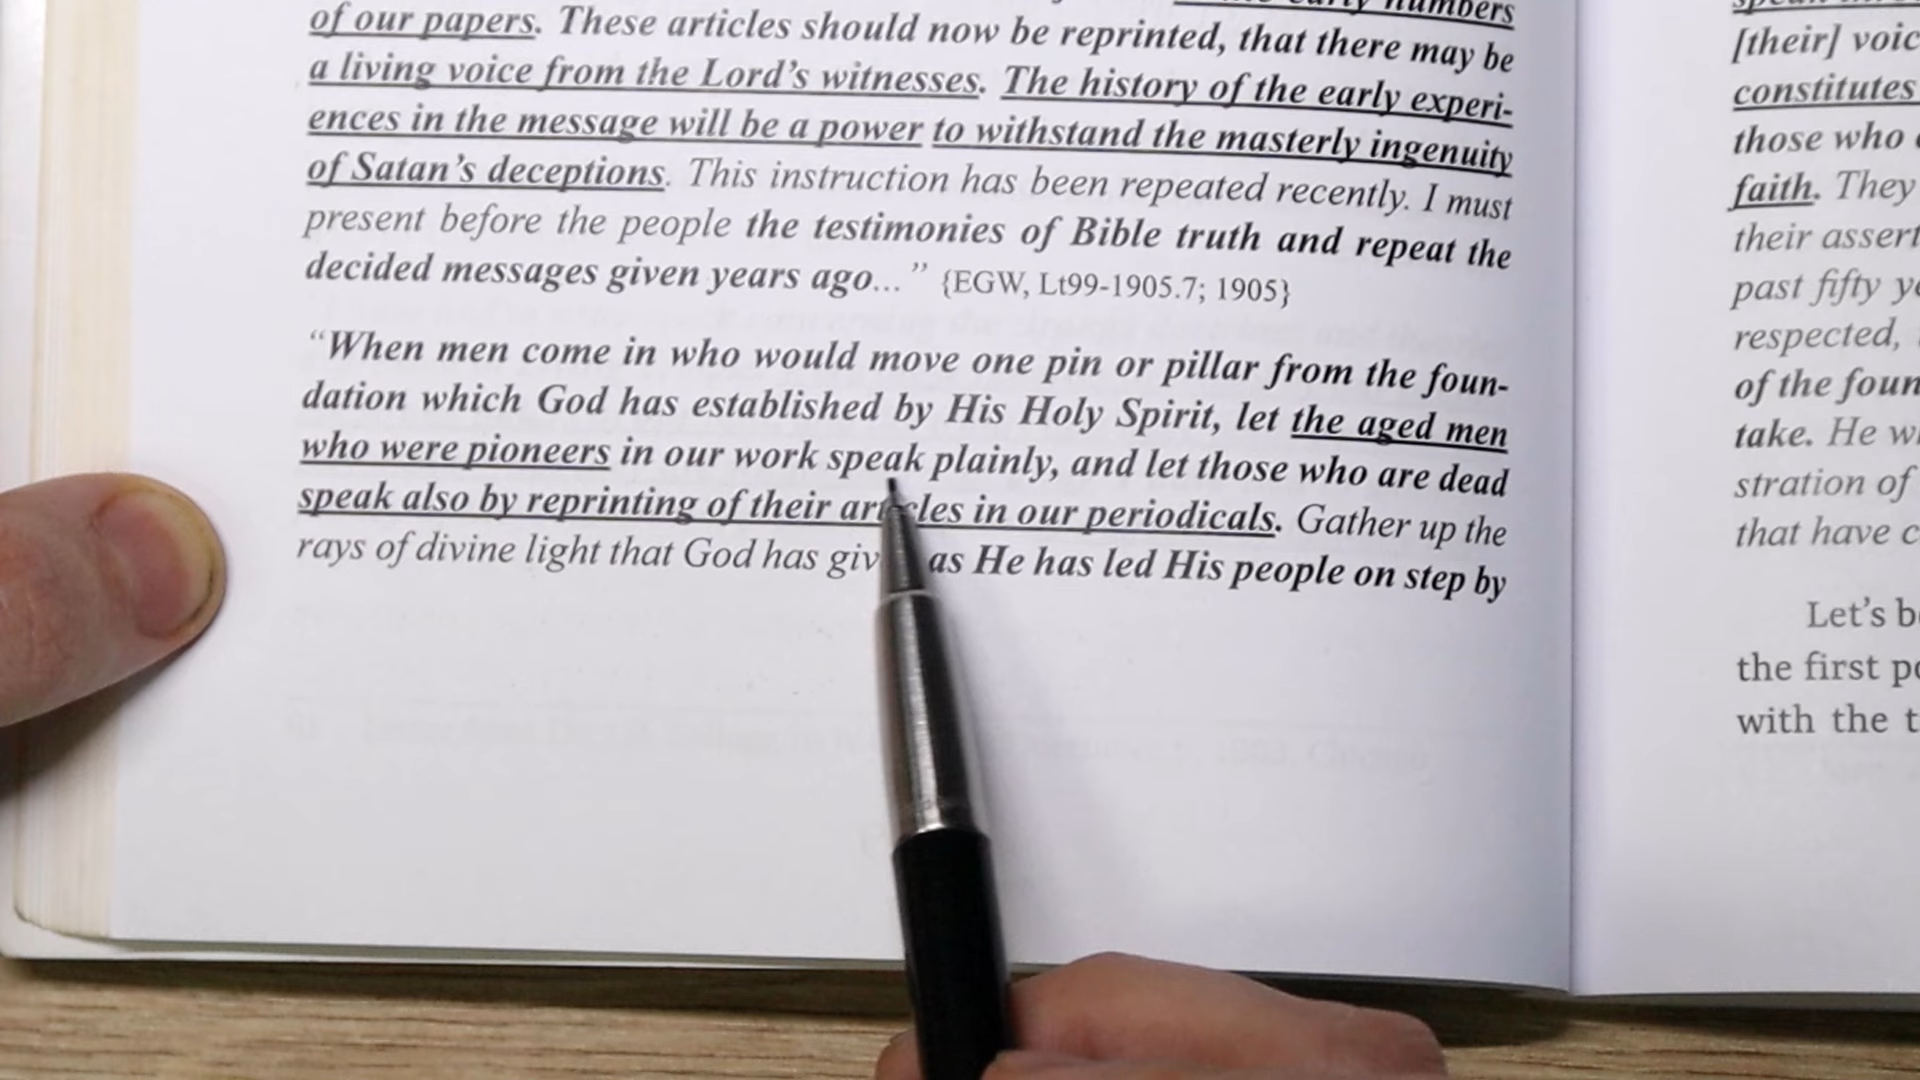 early numbers
of our papers. These articles should now be reprinted, that there may be
a living voice from the Lord's witnesses. The history of the early experi-
ences in the message will be a power to withstand the masterly ingenuity
of Satan's deceptions. This instruction has been repeated recently. I must
present before the people the testimonies of Bible truth and repeat the
decided messages given years ago..." {EGW, Lt99-1905.7; 1905}
"When men come in who would move one pin or pillar from the foun-
dation which God has established by His Holy Spirit, let the aged men
who were pioneers in our work speak plainly, and let those who are dead
speak also by reprinting of their articles in our periodicals. Gather up the
rays of divine light that God has as He has led His people on step by
[their]
constitutes
those who
faith. They
their
past fifty
respected,
of the
take. He
stration of
that have
Let's
the first
with the